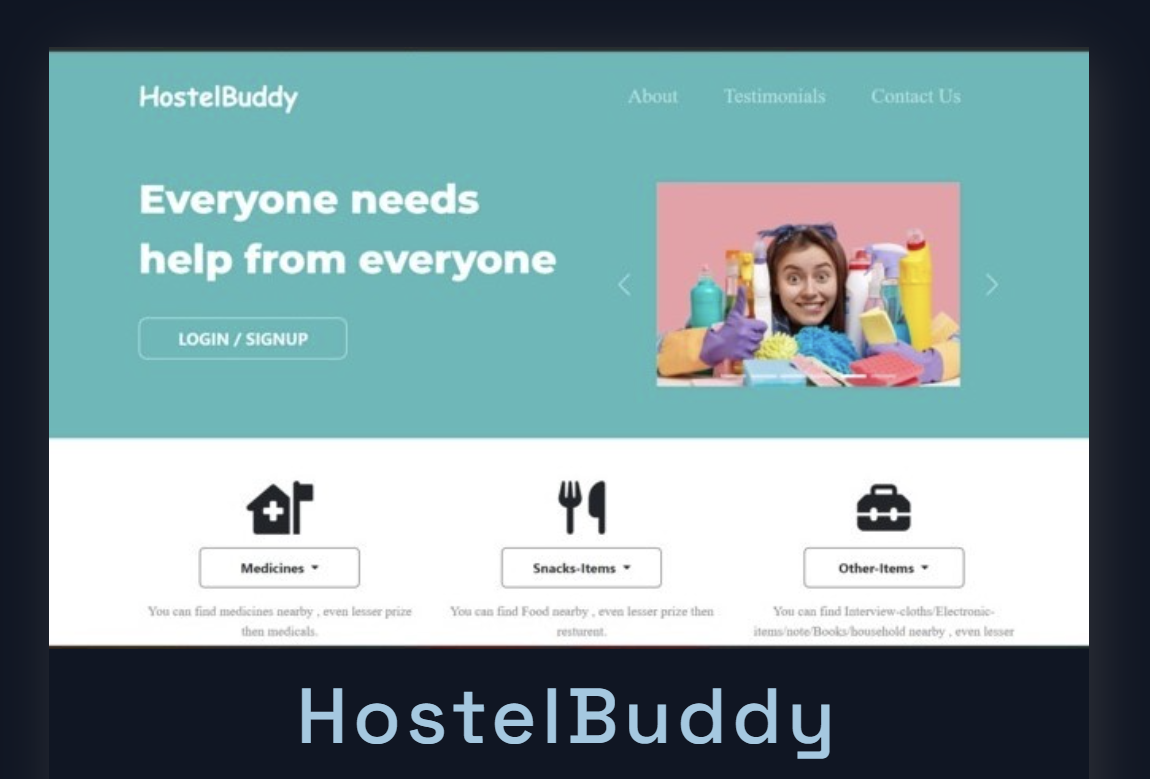 HostelBuddy
About Testimonials Contact Us
Everyone needs
help from everyone
LOGIN / SIGNUP
Medicines
Snacks-Items
Other-Items
You can find medicines nearby , even lesser prize
then medicals.
You can find Food nearby , even lesser prize then
resturent.
You can find Interview-cloths/Electronic-
items/note/Books/household nearby , even lesser
HostelBuddy